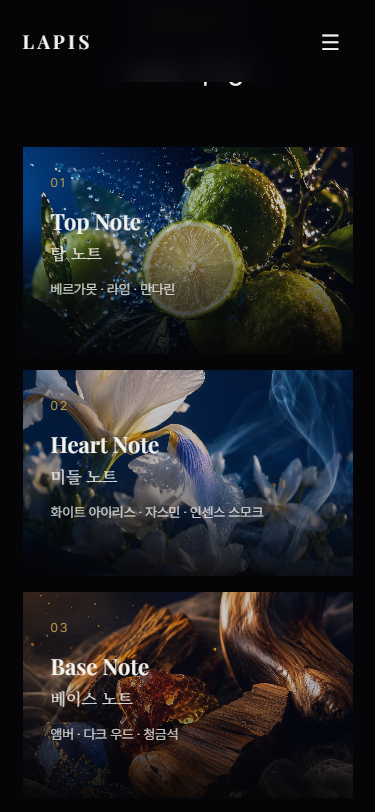 LAPIS
01
Top Note
탑 노트
베르가못 · 라임 · 만다린
02
Heart Note
미들 노트
화이트 아이리스 · 자스민 · 인센스 스모크
03
Base Note
베이스 노트
앰버 · 다크 우드 · 청금석